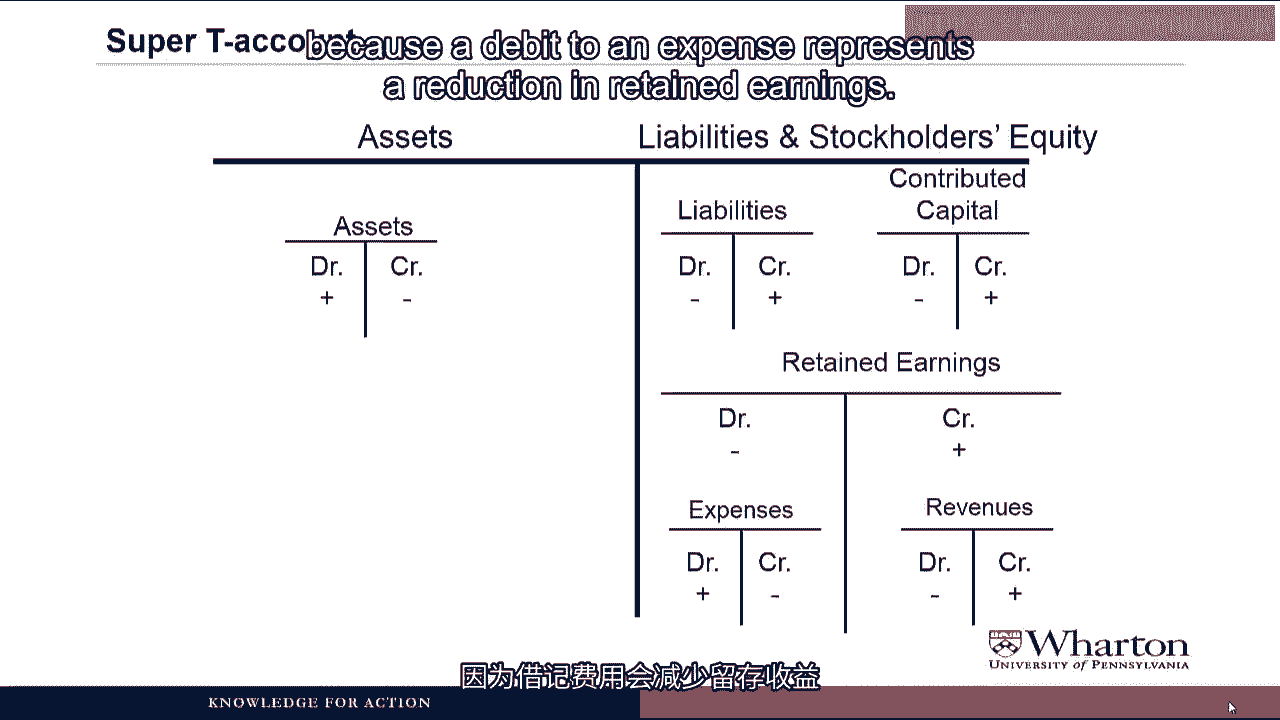 Super T-account
because a debit to an expense represents
a reduction in retained earnings.
Assets
Liabilities & Stockholders' Equity
Assets
Dr. Cr.
+ -
Liabilities
Dr. Cr.
- +
Contributed
Capital
Dr. Cr.
- +
Retained Earnings
Dr. Cr.
- +
Expenses
Dr. Cr.
+ -
Revenues
Dr. Cr.
- +
Wharton
UNIVERSITY of PENNSYLVANIA
因为借记费用会减少留存收益
KNOWLEDGE FOR ACTION